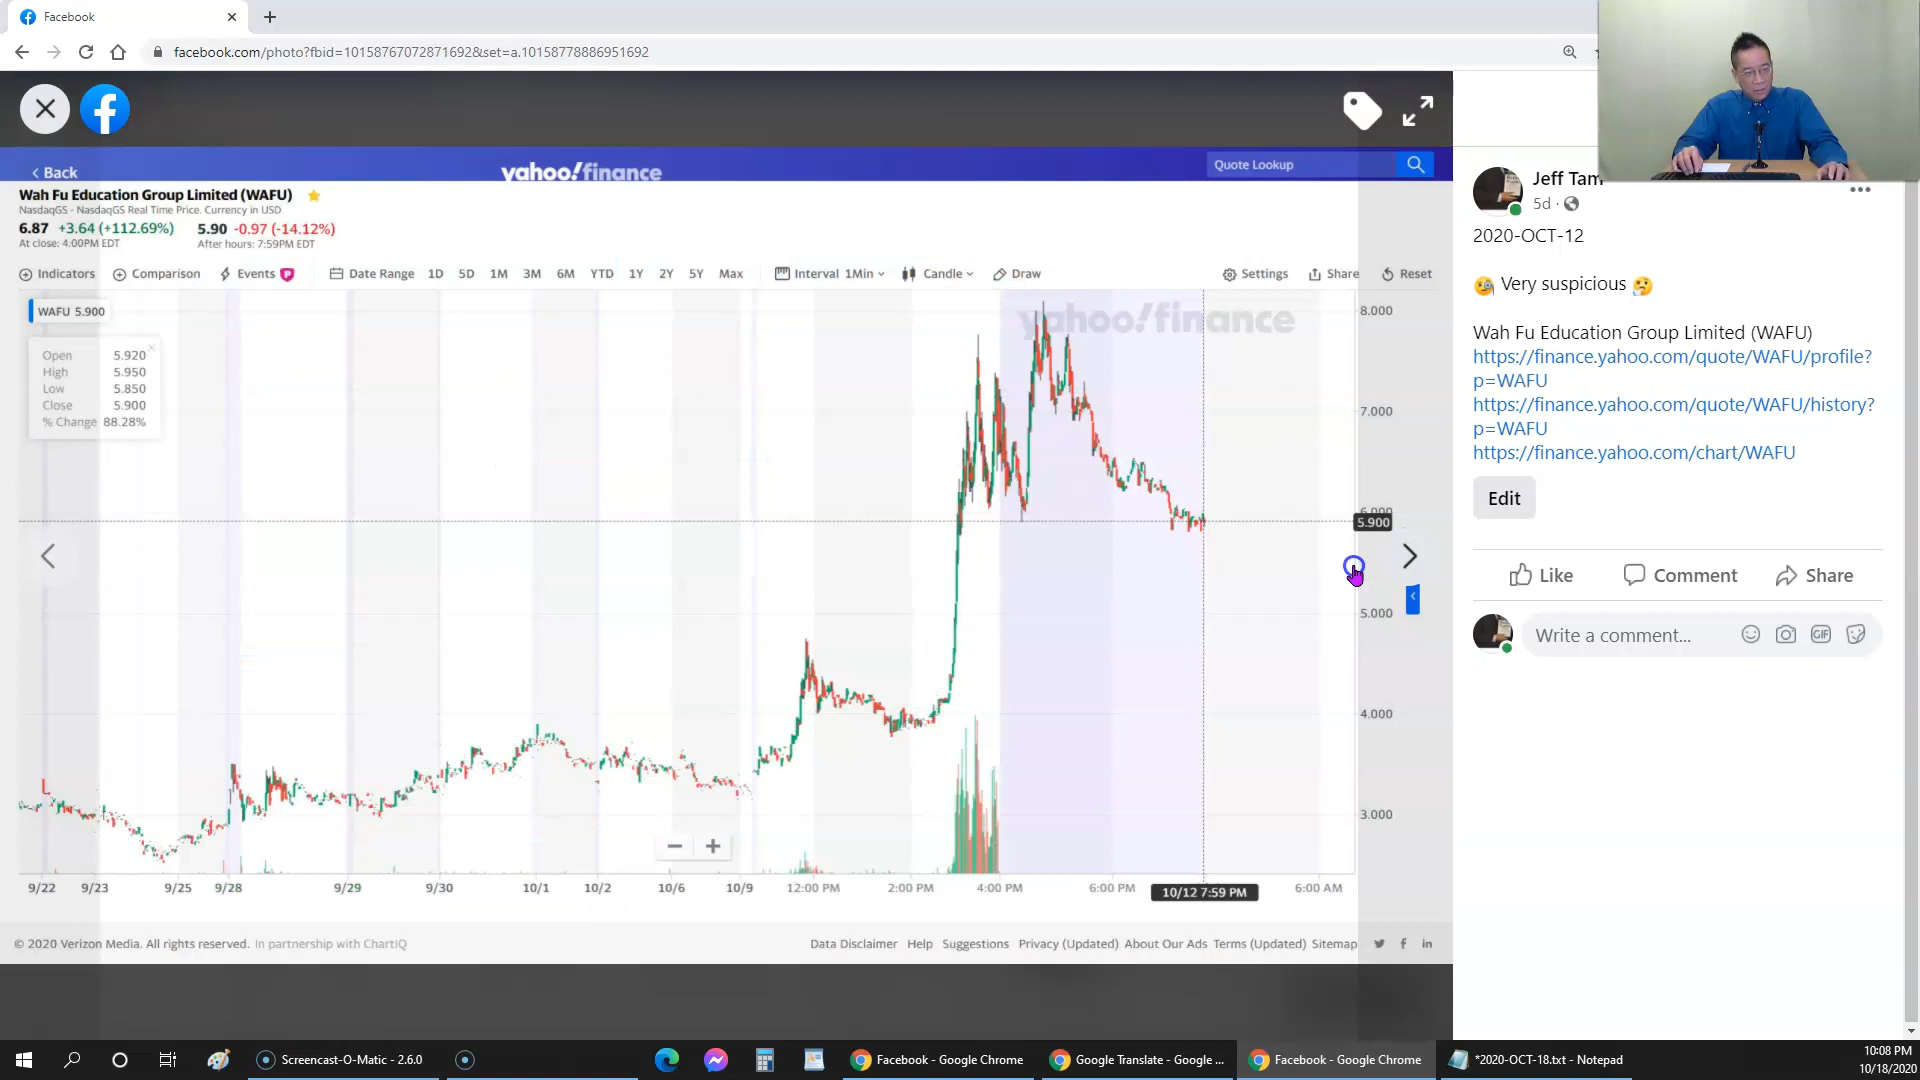 Facebook
facebook.com/photo?fbid=10158767072871692&set=a.10158778886951692
Back
yahoo!finance
Quote Lookup
Wah Fu Education Group Limited (WAFU)
NasdaqGS - NasdaqGS Real Time Price. Currency in USD
6.87 +3.64 (+112.69%) 5.90 -0.97 (-14.12%)
At close: 4:00PM EDT After hours: 7:59PM EDT
Indicators Comparison Events P Date Range 1D 5D 1M 3M 6M YTD 1Y 2Y 5Y Max Interval 1Min Candle Draw Settings Share Reset
WAFU 5.900
yahoo!finance
Open 5.920
High 5.950
Low 5.850
Close 5.900
% Change 88.28%
8.000
7.000
6.000
5.900
5.000
4.000
3.000
9/22 9/23 9/25 9/28 9/29 9/30 10/1 10/2 10/6 10/9 12:00 PM 2:00 PM 4:00 PM 6:00 PM 10/12 7:59 PM 6:00 AM
© 2020 Verizon Media. All rights reserved. In partnership with ChartIQ
Data Disclaimer Help Suggestions Privacy (Updated) About Our Ads Terms (Updated) Sitemap
Jeff Tam
5d ·
2020-OCT-12
Very suspicious
Wah Fu Education Group Limited (WAFU)
https://finance.yahoo.com/quote/WAFU/profile?
p=WAFU
https://finance.yahoo.com/quote/WAFU/history?
p=WAFU
https://finance.yahoo.com/chart/WAFU
Edit
Like Comment Share
Write a comment...
GIF
Screencast-O-Matic - 2.6.0
Facebook - Google Chrome
Google Translate - Google ...
Facebook - Google Chrome
*2020-OCT-18.txt - Notepad
10:08 PM
10/18/2020